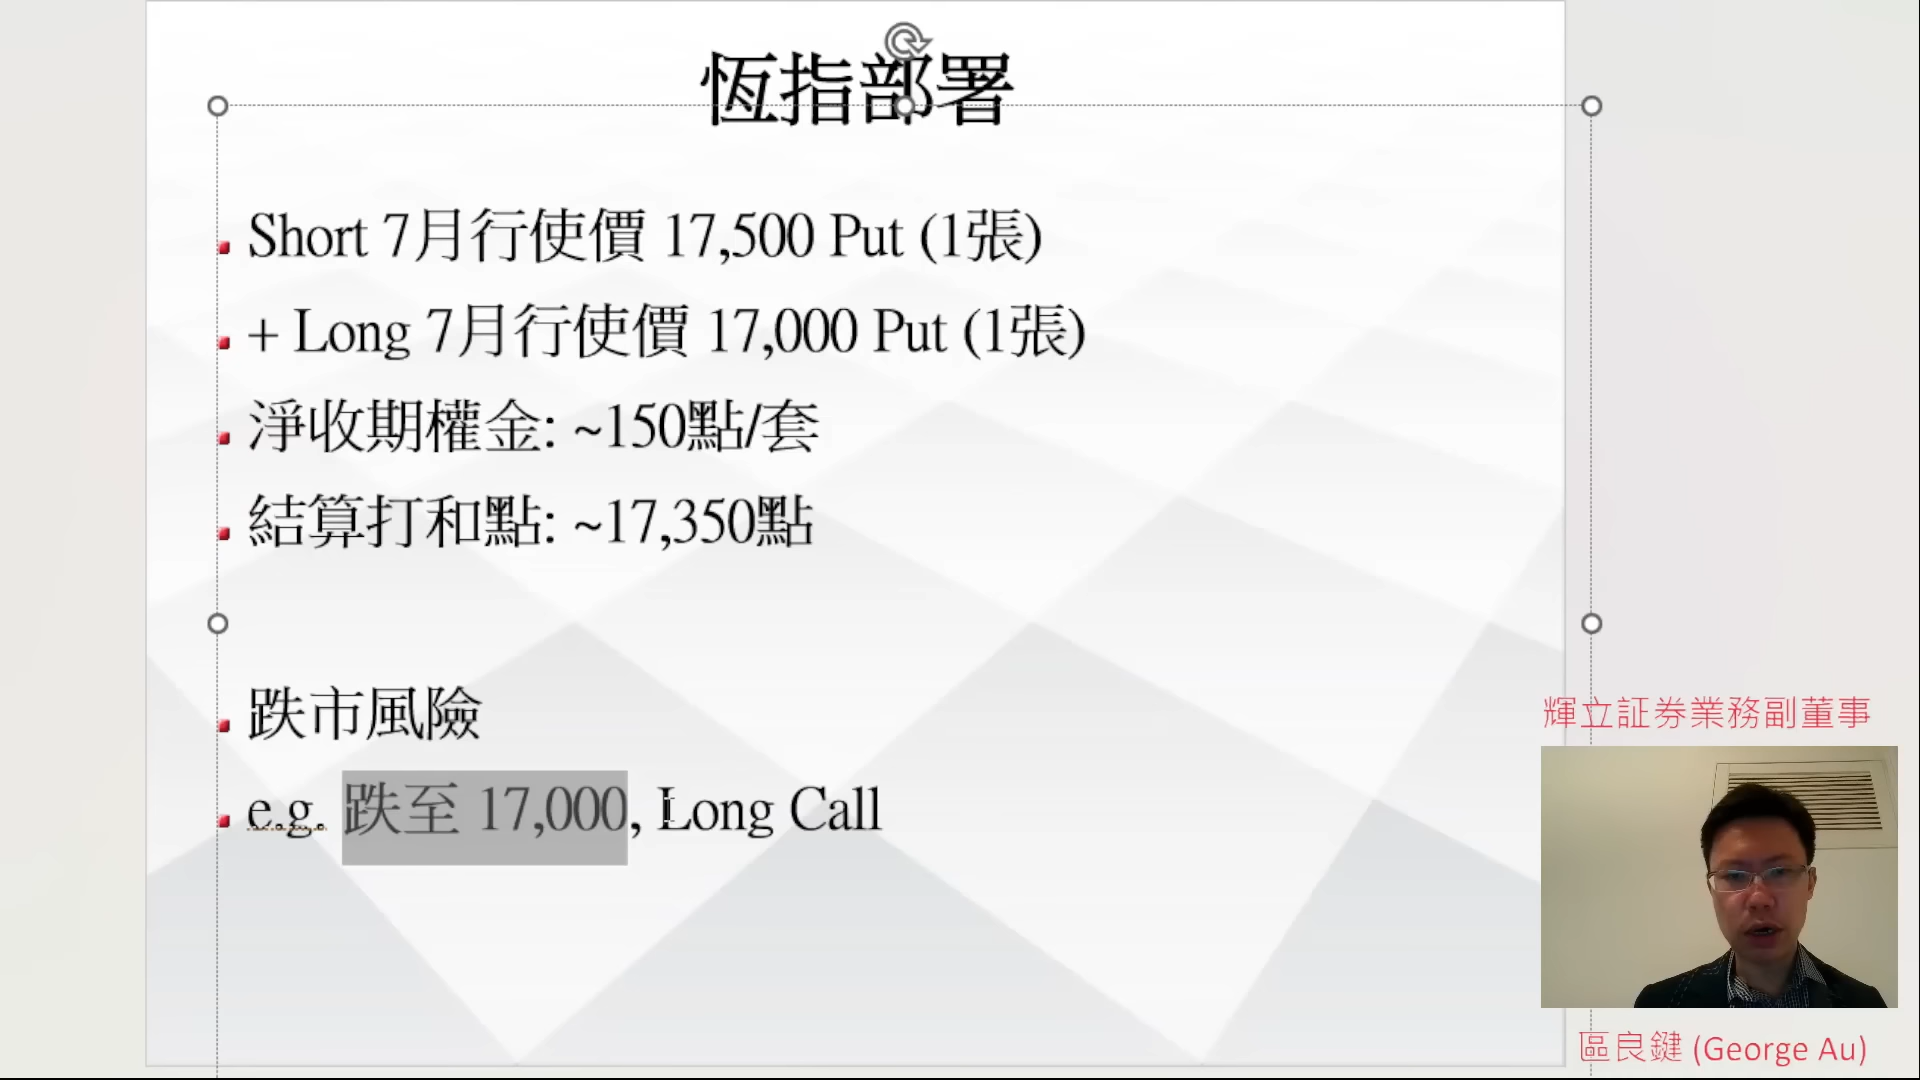 恆指部署
Short 7月行使價 17,500 Put (1張)
+ Long 7月行使價 17,000 Put (1張)
淨收期權金: ~150點/套
結算打和點: ~17,350點
跌市風險
e.g. 跌至 17,000, Long Call
輝立証券業務副董事
區良鍵 (George Au)